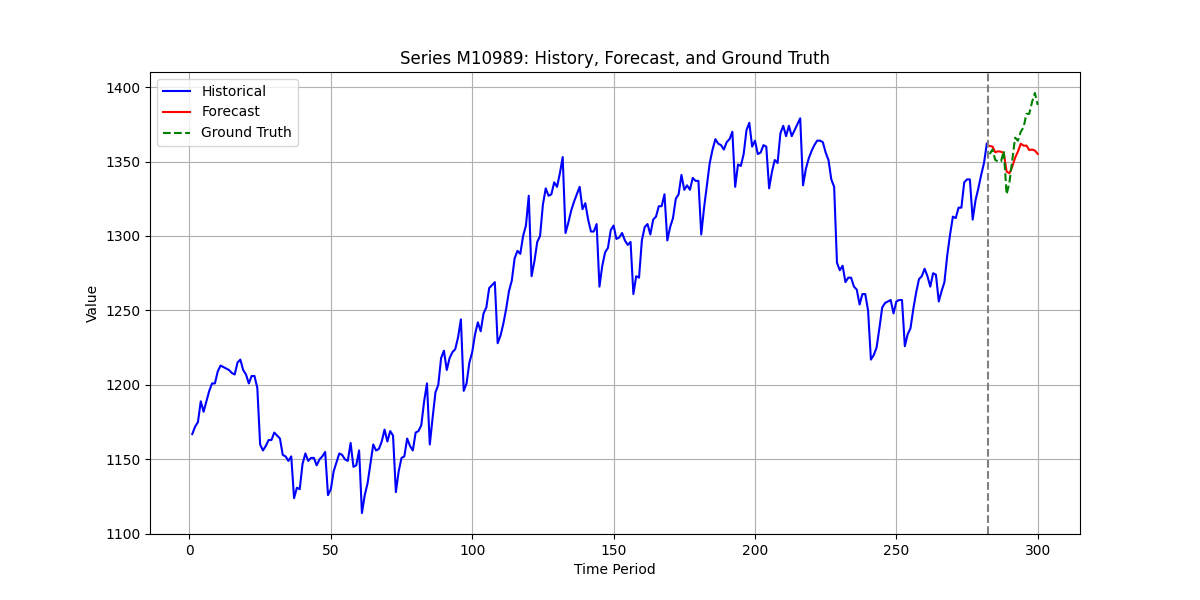 Series M10989: History, Forecast, and Ground Truth
Historical
Forecast
Ground Truth
1400
1350
1300
1250
1200
1150
1100
Value
0
50
100
150
200
250
300
Time Period